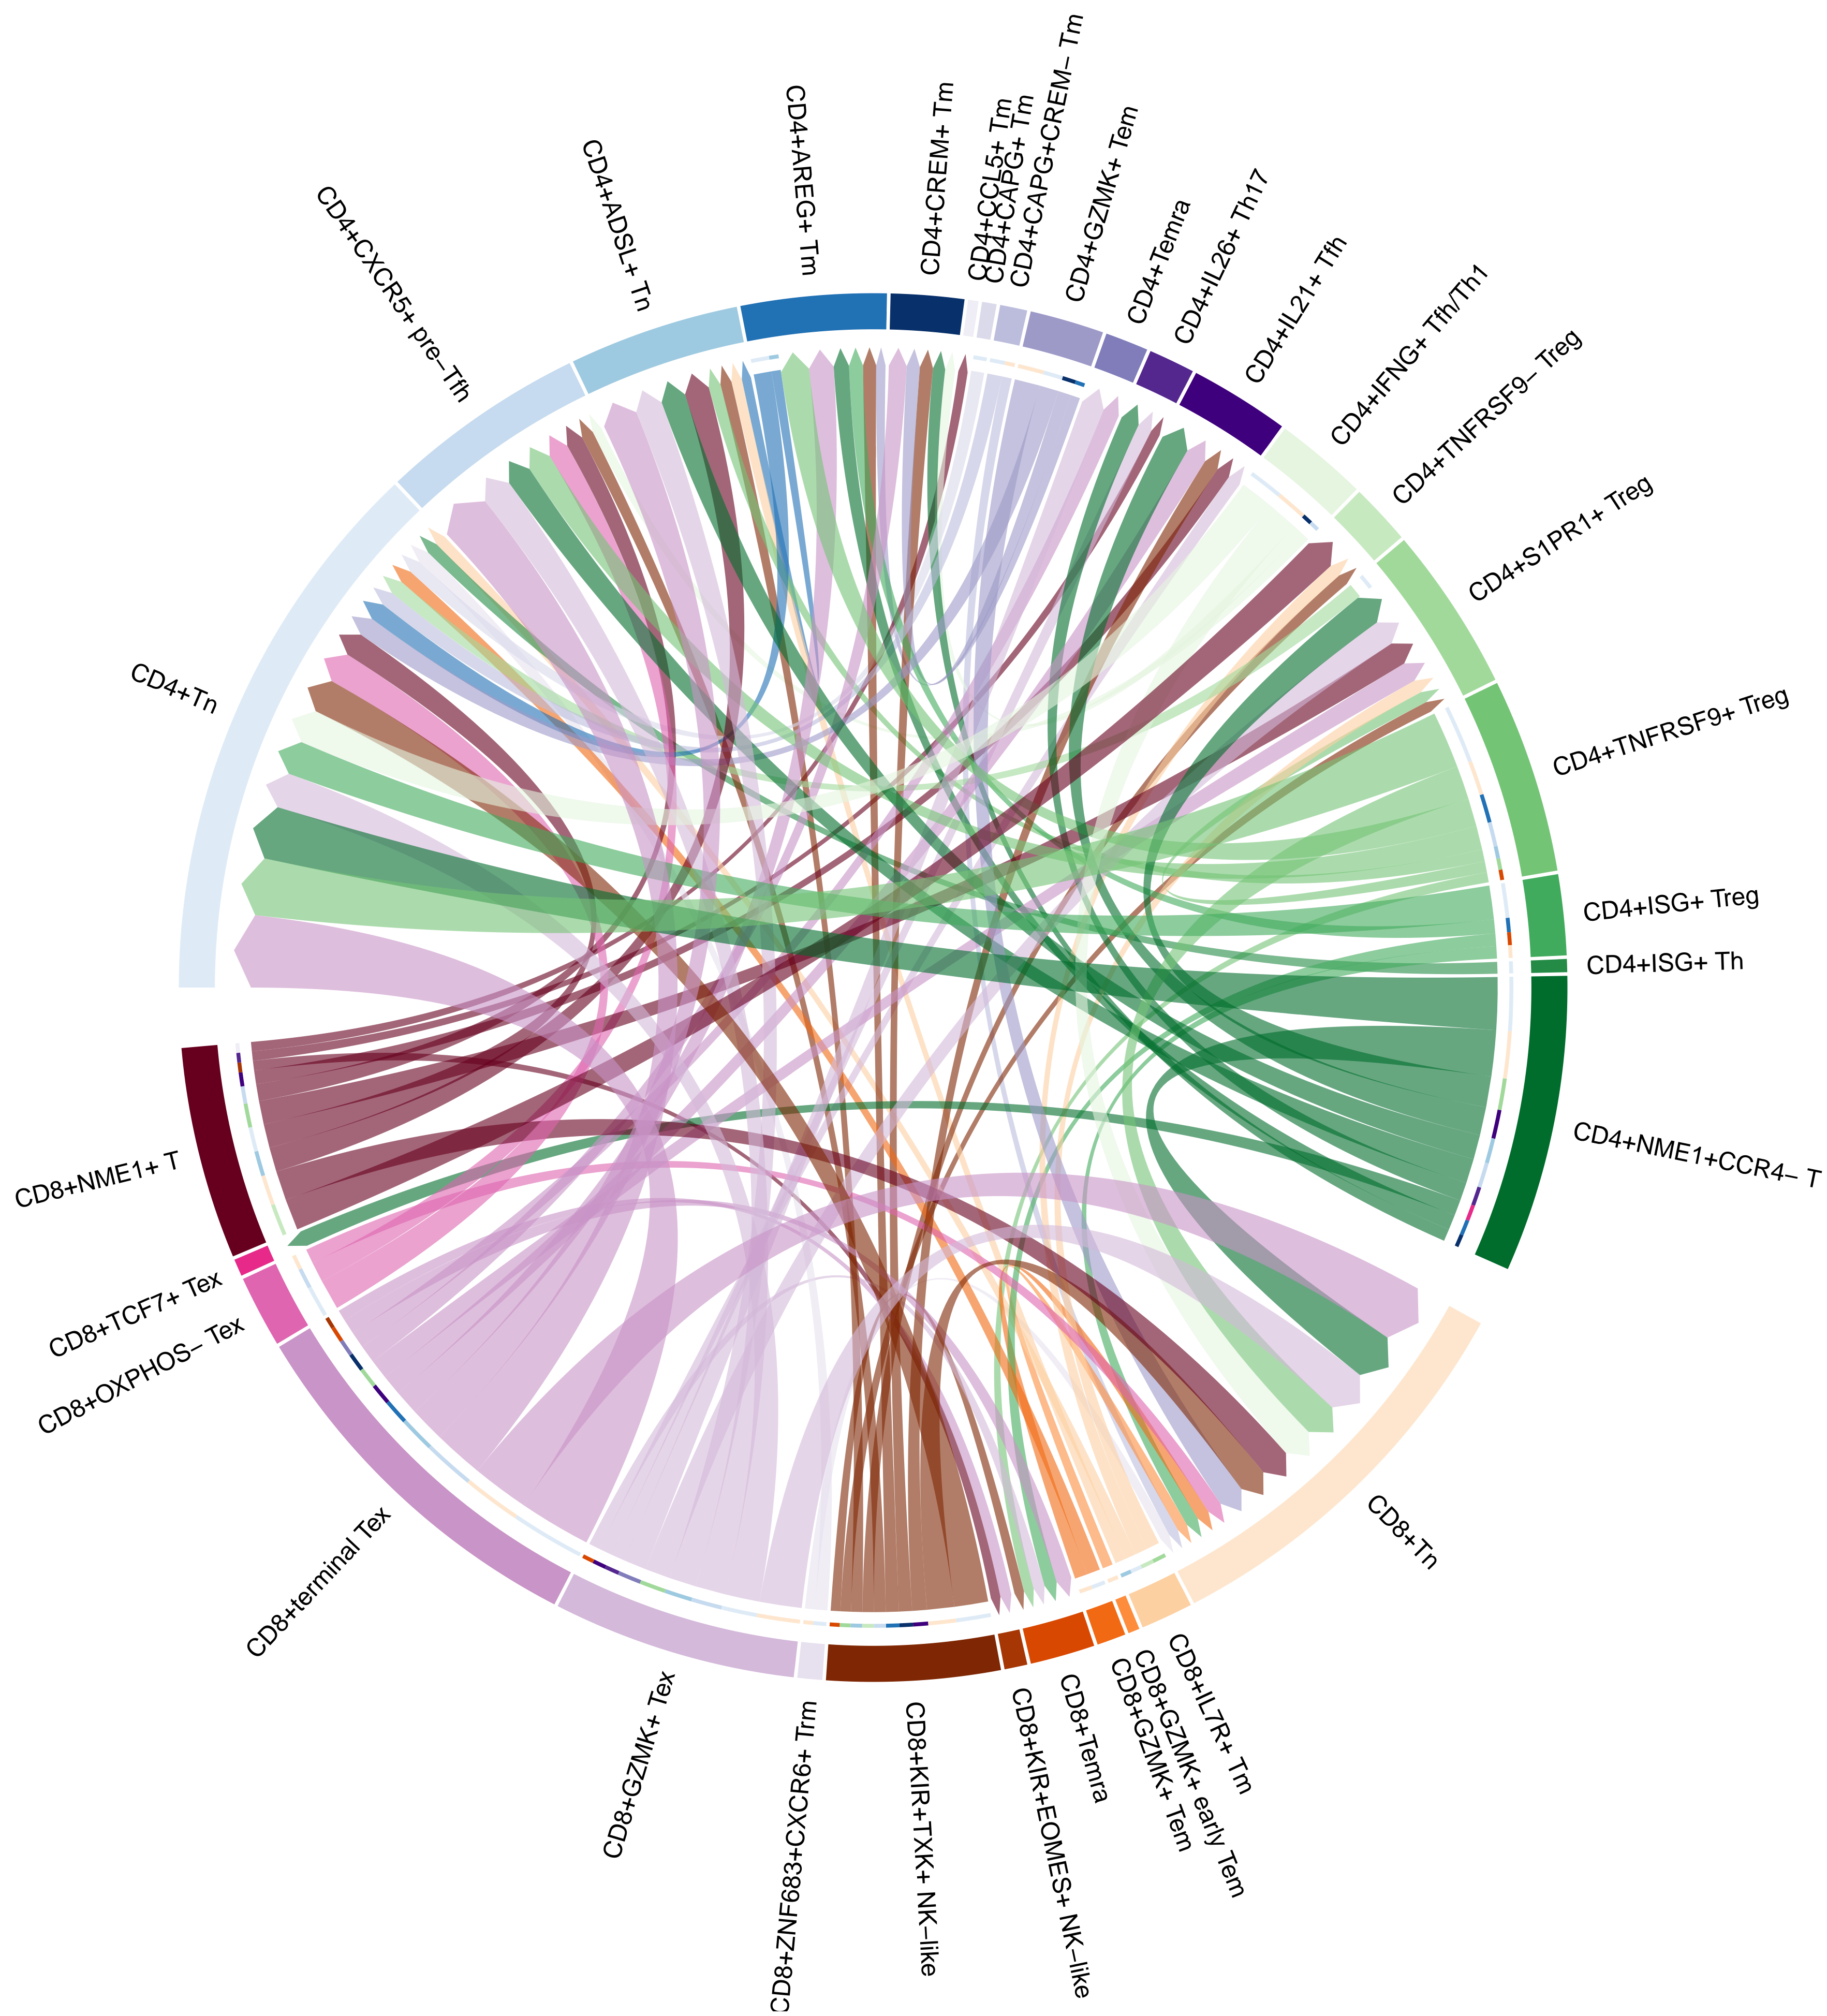 CD4+Tn
CD4+CXCR5+ pre−Tfh
CD4+ADSL+ Tn
CD4+AREG+ Tm
CD4+CREM+ Tm
CD4+CCL5+ Tm
CD4+CAPG+ Tm
CD4+CAPG+CREM− Tm
CD4+GZMK+ Tem
CD4+Temra
CD4+IL26+ Th17
CD4+IL21+ Tfh
CD4+IFNG+ Tfh/Th1
CD4+TNFRSF9− Treg
CD4+S1PR1+ Treg
CD4+TNFRSF9+ Treg
CD4+ISG+ Treg
CD4+ISG+ Th
CD4+NME1+CCR4− T
CD8+Tn
CD8+IL7R+ Tm
CD8+GZMK+ early Tem
CD8+GZMK+ Tem
CD8+Temra
CD8+KIR+EOMES+ NK−like
CD8+KIR+TXK+ NK−like
CD8+ZNF683+CXCR6+ Trm
CD8+GZMK+ Tex
CD8+terminal Tex
CD8+OXPHOS− Tex
CD8+TCF7+ Tex
CD8+NME1+ T